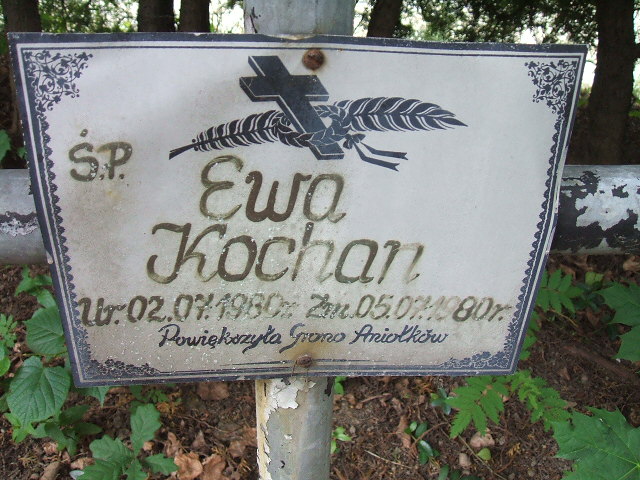 Ś.P.
Ewa
Kochan
Ur. 02.07.1980r. Zm. 05.07.1980r.
Powiększyła Grono Aniołków